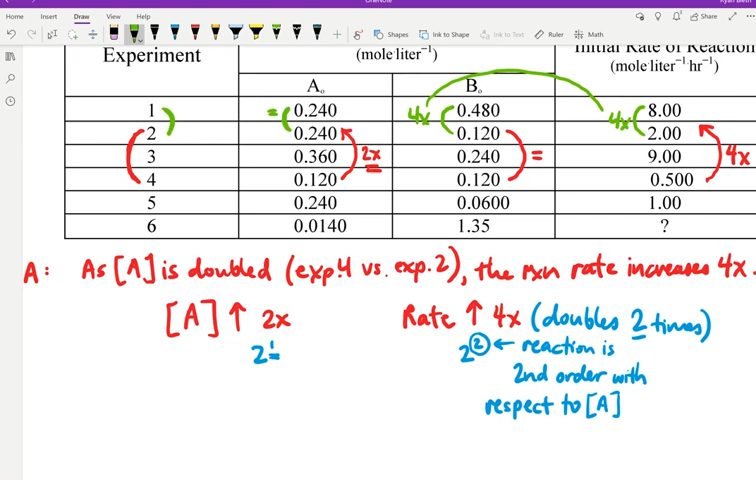 OneNote
Ryan Bieth
File Home Insert Draw View Help
Share
Shapes Ink to Shape Ink to Text Ruler Math
Experiment (mole·liter⁻¹) Initial Rate of Reaction
(mole·liter⁻¹·hr⁻¹)
Aₒ Bₒ
1 = 0.240 4x 0.480 4x 8.00
2 0.240 0.120 2.00
3 0.360 2x 0.240 = 9.00 4x
4 0.120 0.120 0.500
5 0.240 0.0600 1.00
6 0.0140 1.35 ?
A: As [A] is doubled (exp.4 vs. exp. 2), the rxn rate increases 4x.
[A] ↑ 2x Rate ↑ 4x (doubles 2 times)
2¹ 2² ← reaction is
2nd order with
respect to [A]